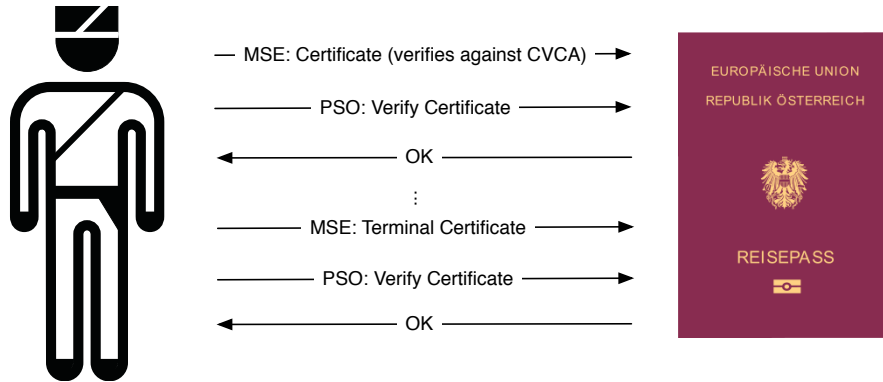 MSE: Certificate (verifies against CVCA)
PSO: Verify Certificate
OK
⋮
MSE: Terminal Certificate
PSO: Verify Certificate
OK
EUROPÄISCHE UNION
REPUBLIK ÖSTERREICH
REISEPASS